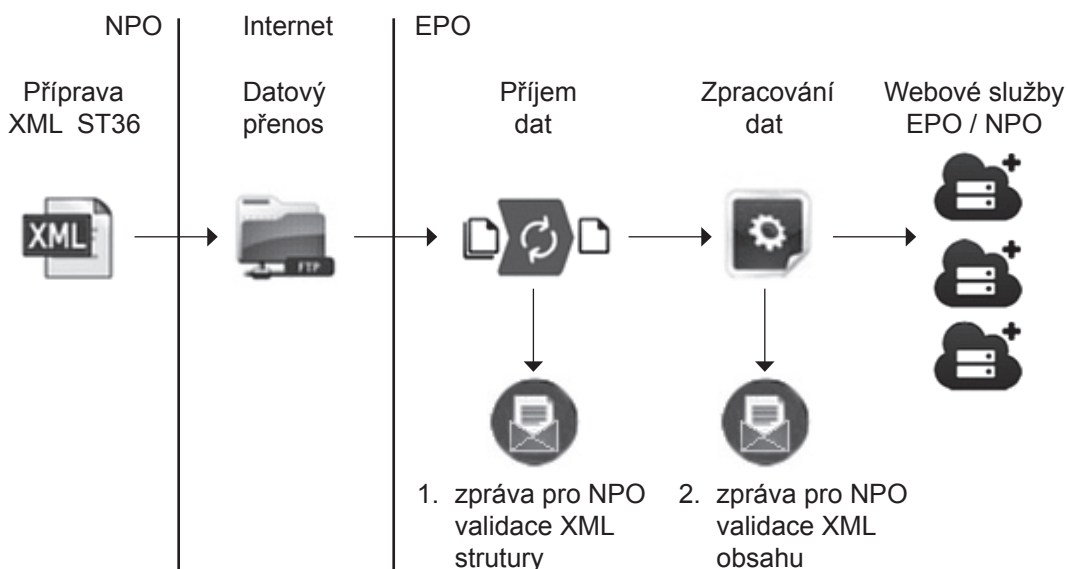 NPO
Internet
EPO
Příprava
XML ST36
Datový
přenos
Příjem
dat
Zpracování
dat
Webové služby
EPO / NPO
XML
FTP
1. zpráva pro NPO
validace XML
strutury
2. zpráva pro NPO
validace XML
obsahu